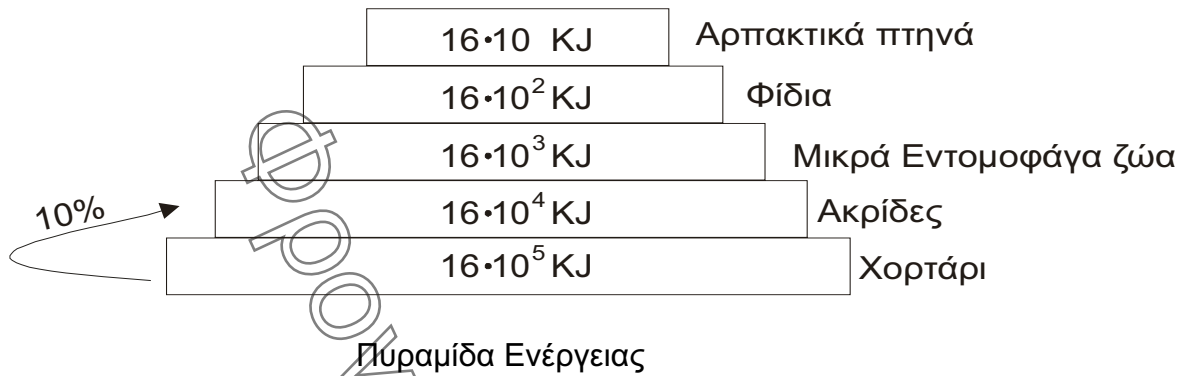 16•10 KJ Αρπακτικά πτηνά
16•10² KJ Φίδια
16•10³ KJ Μικρά Εντομοφάγα ζώα
10% 16•10⁴ KJ Ακρίδες
16•10⁵ KJ Χορτάρι
Πυραμίδα Ενέργειας